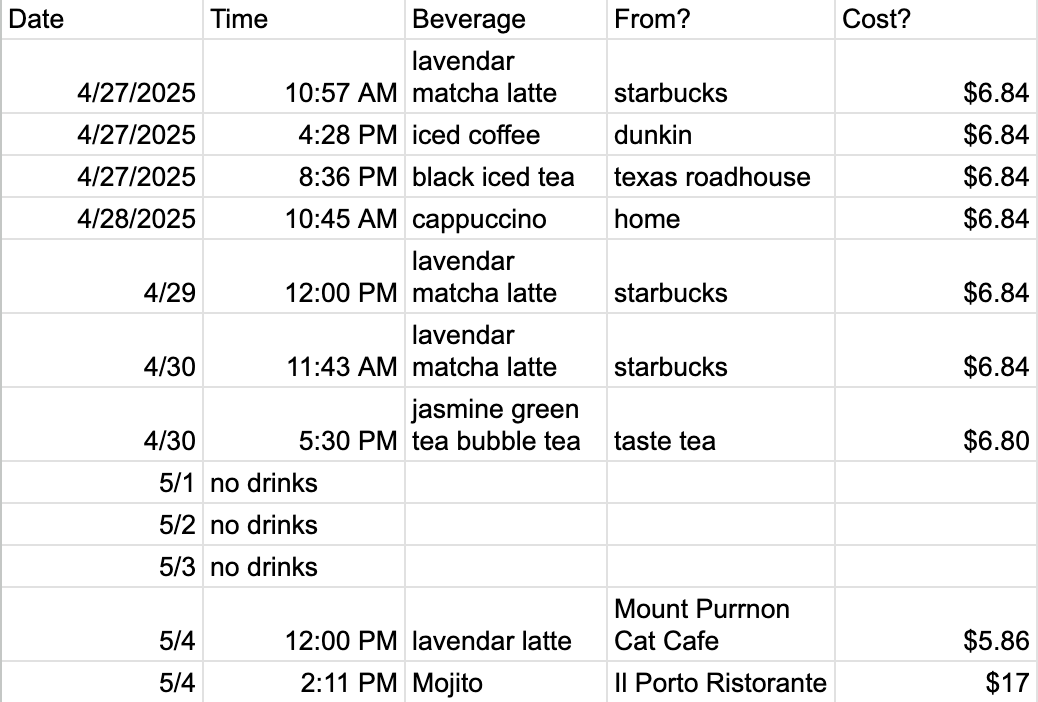 Date Time Beverage From? Cost?
lavendar
4/27/2025 10:57 AM matcha latte starbucks $6.84
4/27/2025 4:28 PM iced coffee dunkin $6.84
4/27/2025 8:36 PM black iced tea texas roadhouse $6.84
4/28/2025 10:45 AM cappuccino home $6.84
lavendar
4/29 12:00 PM matcha latte starbucks $6.84
lavendar
4/30 11:43 AM matcha latte starbucks $6.84
jasmine green
4/30 5:30 PM tea bubble tea taste tea $6.80
5/1 no drinks
5/2 no drinks
5/3 no drinks
Mount Purrnon
5/4 12:00 PM lavendar latte Cat Cafe $5.86
5/4 2:11 PM Mojito Il Porto Ristorante $17